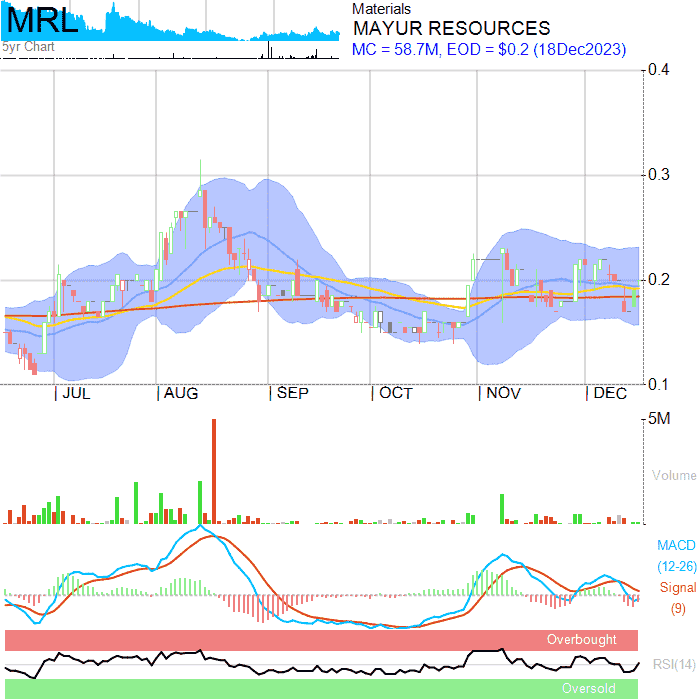 MRL
5yr Chart
Materials
MAYUR RESOURCES
MC = 58.7M, EOD = $0.2 (18Dec2023)
0.4
0.3
0.2
0.1
JUL
AUG
SEP
OCT
NOV
DEC
5M
Volume
MACD
(12-26)
Signal
(9)
Overbought
RSI(14)
Oversold